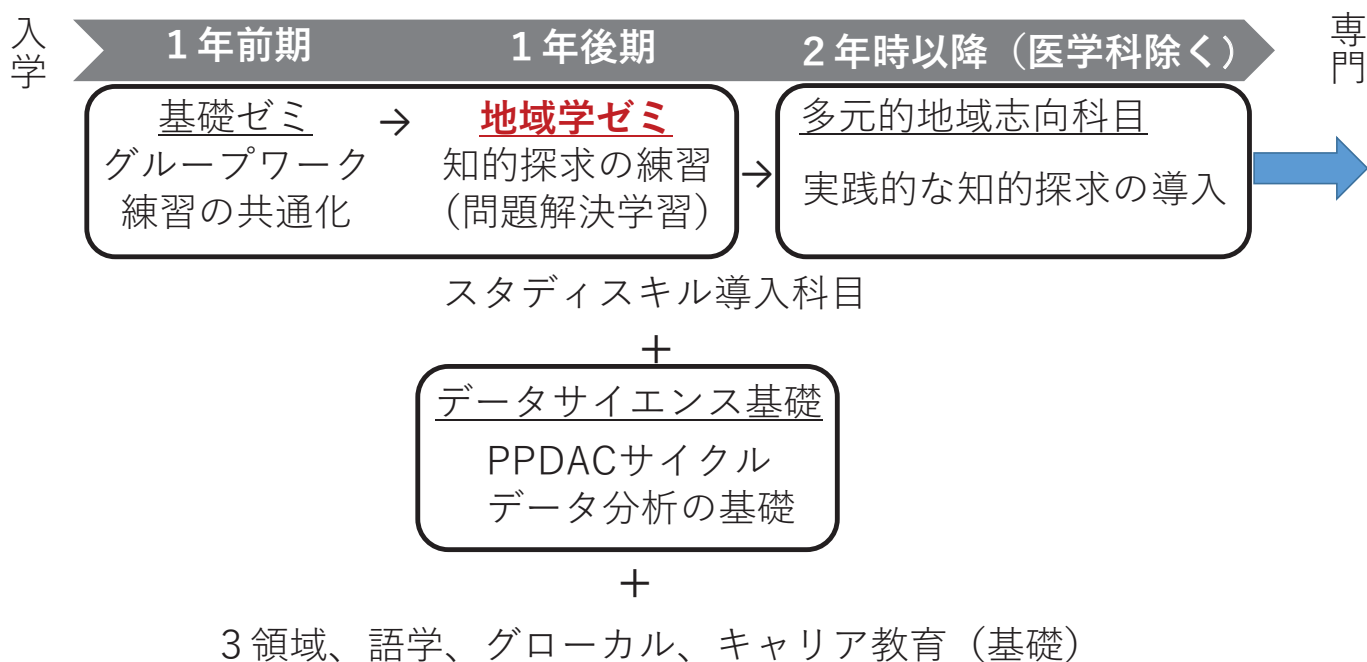 入学
１年前期
１年後期
２年時以降（医学科除く）
専門
基礎ゼミ
→
地域学ゼミ
多元的地域志向科目
グループワーク
練習の共通化
知的探求の練習
（問題解決学習）
→
実践的な知的探求の導入
スタディスキル導入科目
＋
データサイエンス基礎
PPDACサイクル
データ分析の基礎
＋
３領域、語学、グローカル、キャリア教育（基礎）